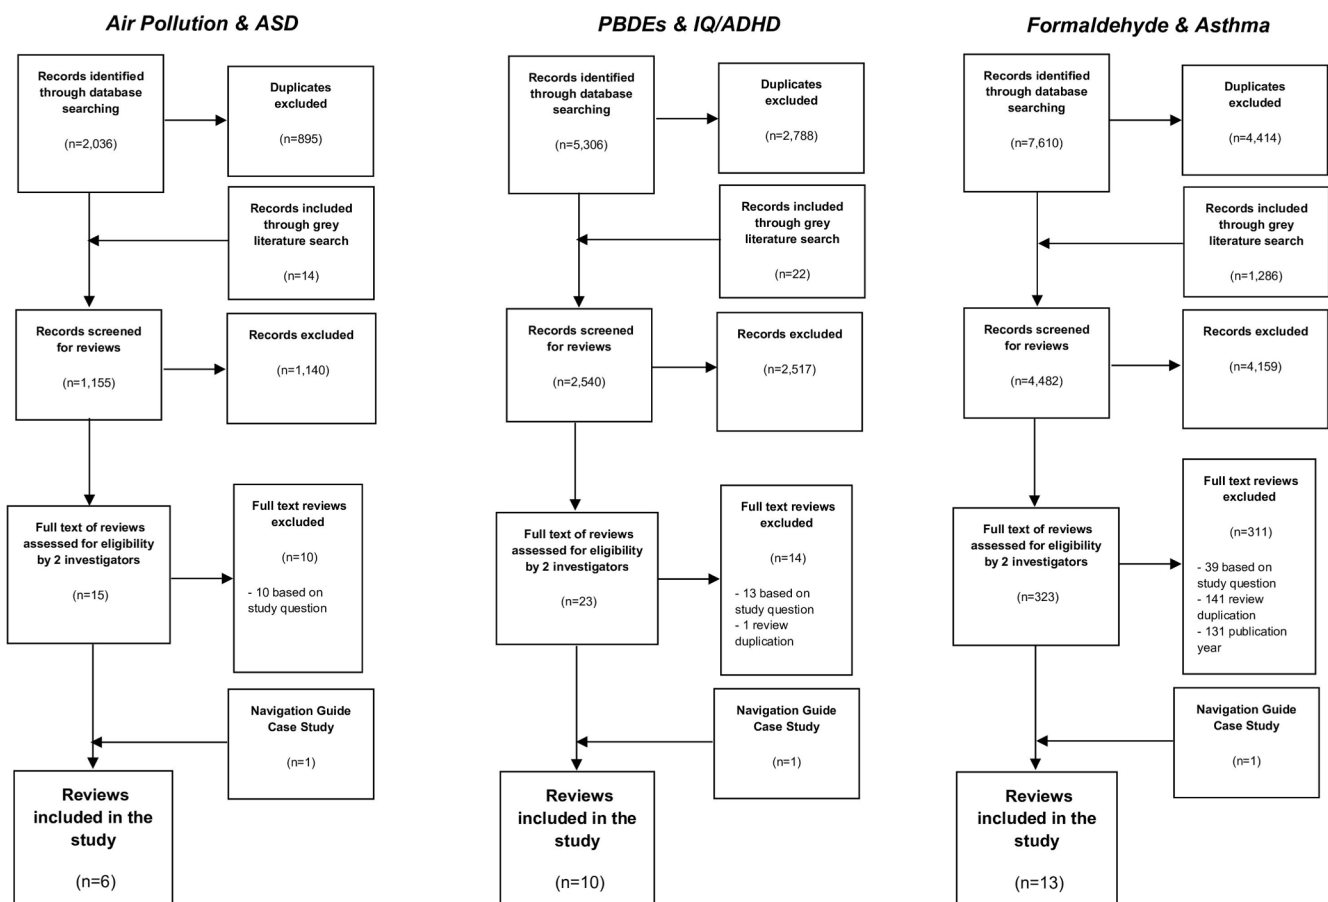 Air Pollution & ASD
Records identified
through database
searching
(n=2,036)
Duplicates
excluded
(n=895)
Records included
through grey
literature search
(n=14)
Records screened
for reviews
(n=1,155)
Records excluded
(n=1,140)
Full text of reviews
assessed for eligibility
by 2 investigators
(n=15)
Full text reviews
excluded
(n=10)
- 10 based on
study question
Navigation Guide
Case Study
(n=1)
Reviews
included in the
study
(n=6)
PBDEs & IQ/ADHD
Records identified
through database
searching
(n=5,306)
Duplicates
excluded
(n=2,788)
Records included
through grey
literature search
(n=22)
Records screened
for reviews
(n=2,540)
Records excluded
(n=2,517)
Full text of reviews
assessed for eligibility
by 2 investigators
(n=23)
Full text reviews
excluded
(n=14)
- 13 based on
study question
- 1 review
duplication
Navigation Guide
Case Study
(n=1)
Reviews
included in the
study
(n=10)
Formaldehyde & Asthma
Records identified
through database
searching
(n=7,610)
Duplicates
excluded
(n=4,414)
Records included
through grey
literature search
(n=1,286)
Records screened
for reviews
(n=4,482)
Records excluded
(n=4,159)
Full text of reviews
assessed for eligibility
by 2 investigators
(n=323)
Full text reviews
excluded
(n=311)
- 39 based on
study question
- 141 review
duplication
- 131 publication
year
Navigation Guide
Case Study
(n=1)
Reviews
included in the
study
(n=13)